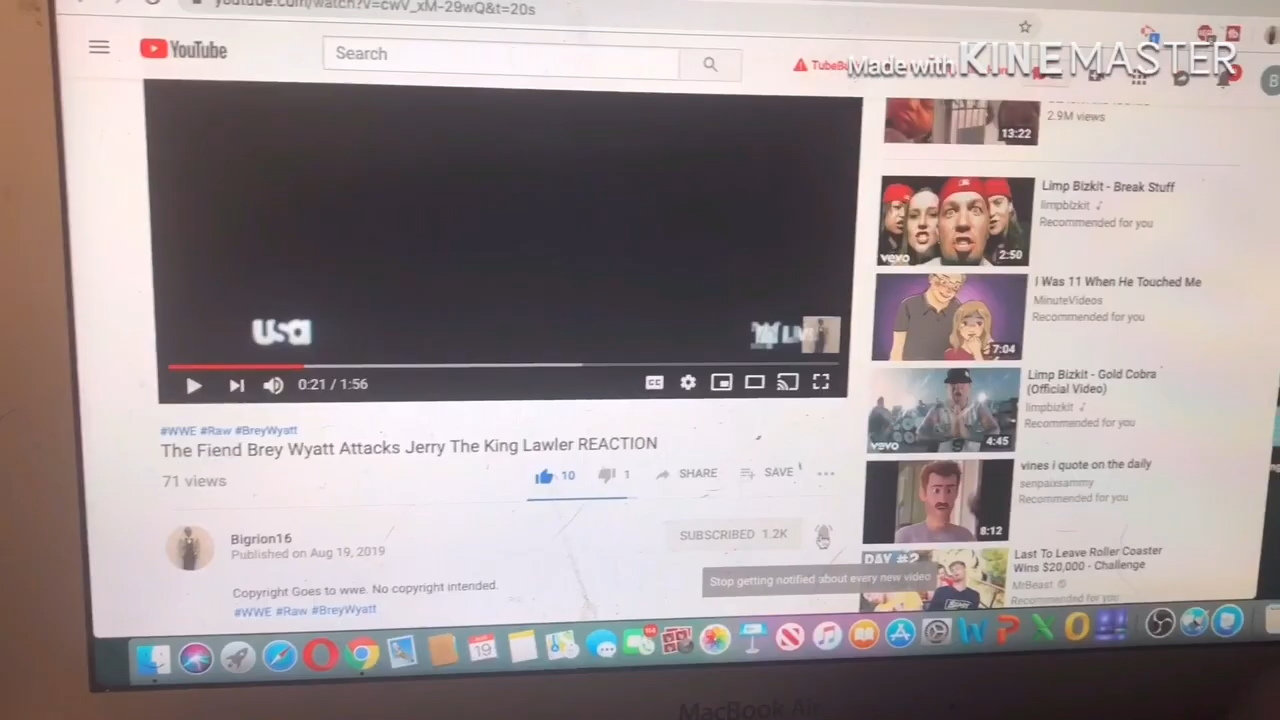 youtube.com/watch?v=cwV_xM-29wQ&t=20s
YouTube
Search
TubeBu
Made with KINEMASTER
B
13:22
2.9M views
Limp Bizkit - Break Stuff
limpbizkit
Recommended for you
vevo
2:50
I Was 11 When He Touched Me
MinuteVideos
Recommended for you
7:04
Limp Bizkit - Gold Cobra
(Official Video)
limpbizkit
Recommended for you
vevo
4:45
vines i quote on the daily
senpaixsammy
Recommended for you
8:12
DAY #2
Last To Leave Roller Coaster
Wins $20,000 - Challenge
MrBeast
Recommended for you
USA
LIV
0:21 / 1:56
CC
#WWE #Raw #BreyWyatt
The Fiend Brey Wyatt Attacks Jerry The King Lawler REACTION
71 views
10
1
SHARE
SAVE
Bigrion16
Published on Aug 19, 2019
SUBSCRIBED 1.2K
Stop getting notified about every new video
Copyright Goes to wwe. No copyright intended.
#WWE #Raw #BreyWyatt
19
MacBook Air